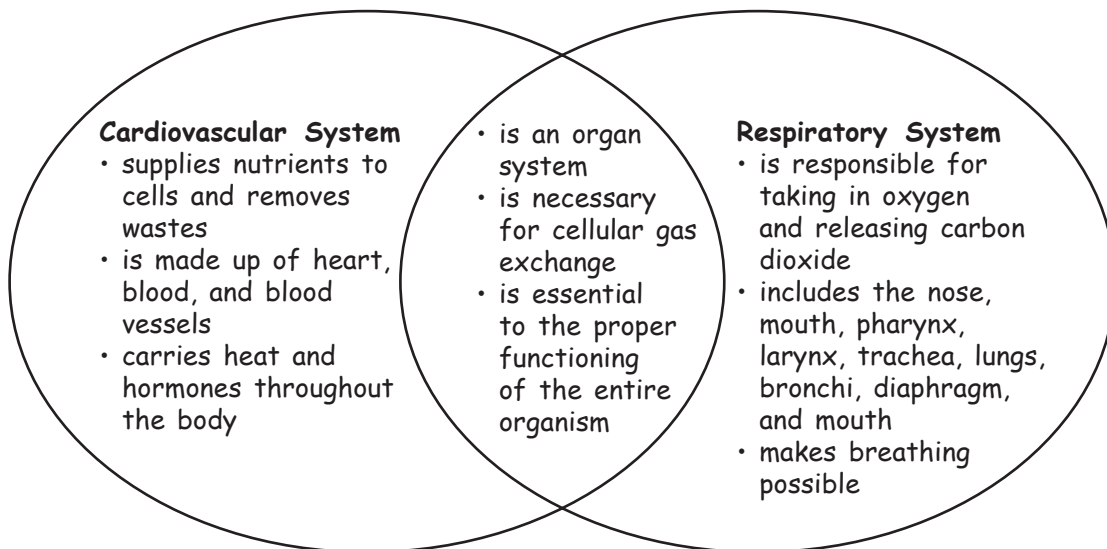 Cardiovascular System
• supplies nutrients to
cells and removes
wastes
• is made up of heart,
blood, and blood
vessels
• carries heat and
hormones throughout
the body
• is an organ
system
• is necessary
for cellular gas
exchange
• is essential
to the proper
functioning
of the entire
organism
Respiratory System
• is responsible for
taking in oxygen
and releasing carbon
dioxide
• includes the nose,
mouth, pharynx,
larynx, trachea, lungs,
bronchi, diaphragm,
and mouth
• makes breathing
possible